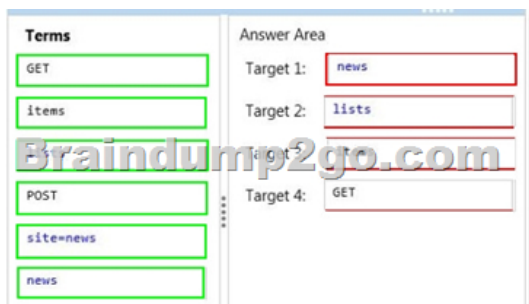 Terms
GET
items
POST
site=news
news
Answer Area
Target 1: news
Target 2: lists
Target 4: GET
Braindump2go.com